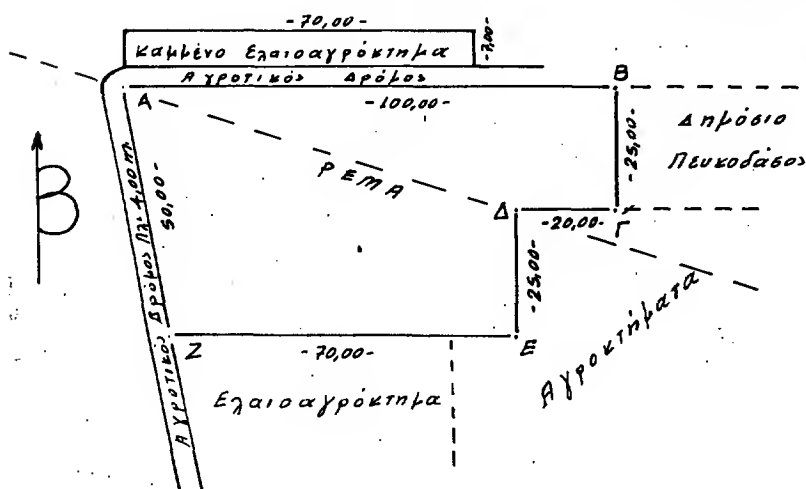 -70,00-
καμμένο Ελαιοαγρόκτημα
-7,00-
Αγροτικός Δρόμος
Α
Β
-100,00-
Δημόσιο
Πευκοδάσος
-25,00-
ΡΕΜΑ
Δ
-20,00-
Γ
Β
Αγροτικός Δρόμος πλ. 4,00 μ.
50,00-
-25,00-
Ζ
-70,00-
Ε
Ελαιοαγρόκτημα
Αγροκτήματα